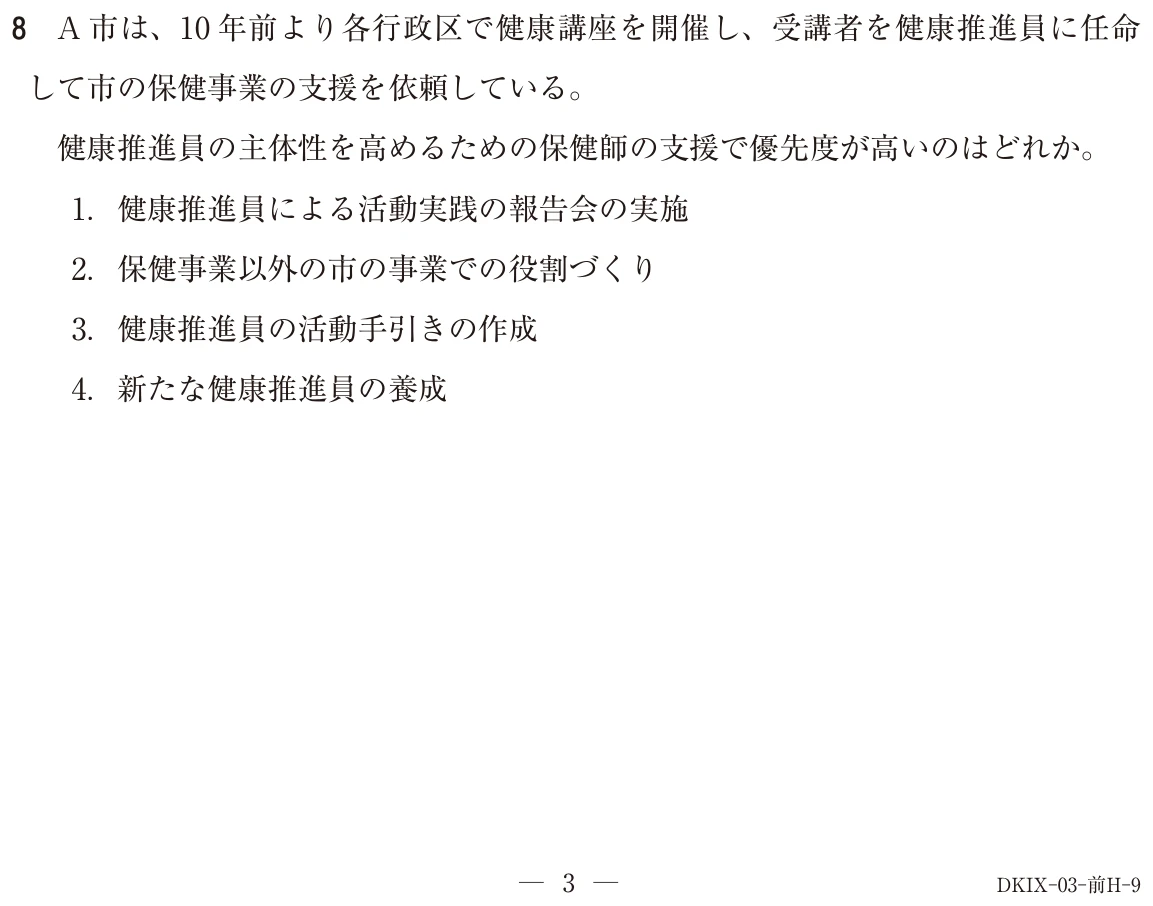 8 A 市は、10 年前より各行政区で健康講座を開催し、受講者を健康推進員に任命
して市の保健事業の支援を依頼している。
健康推進員の主体性を高めるための保健師の支援で優先度が高いのはどれか。
1. 健康推進員による活動実践の報告会の実施
2. 保健事業以外の市の事業での役割づくり
3. 健康推進員の活動手引きの作成
4. 新たな健康推進員の養成
— 3 —
DKIX-03-前H-9